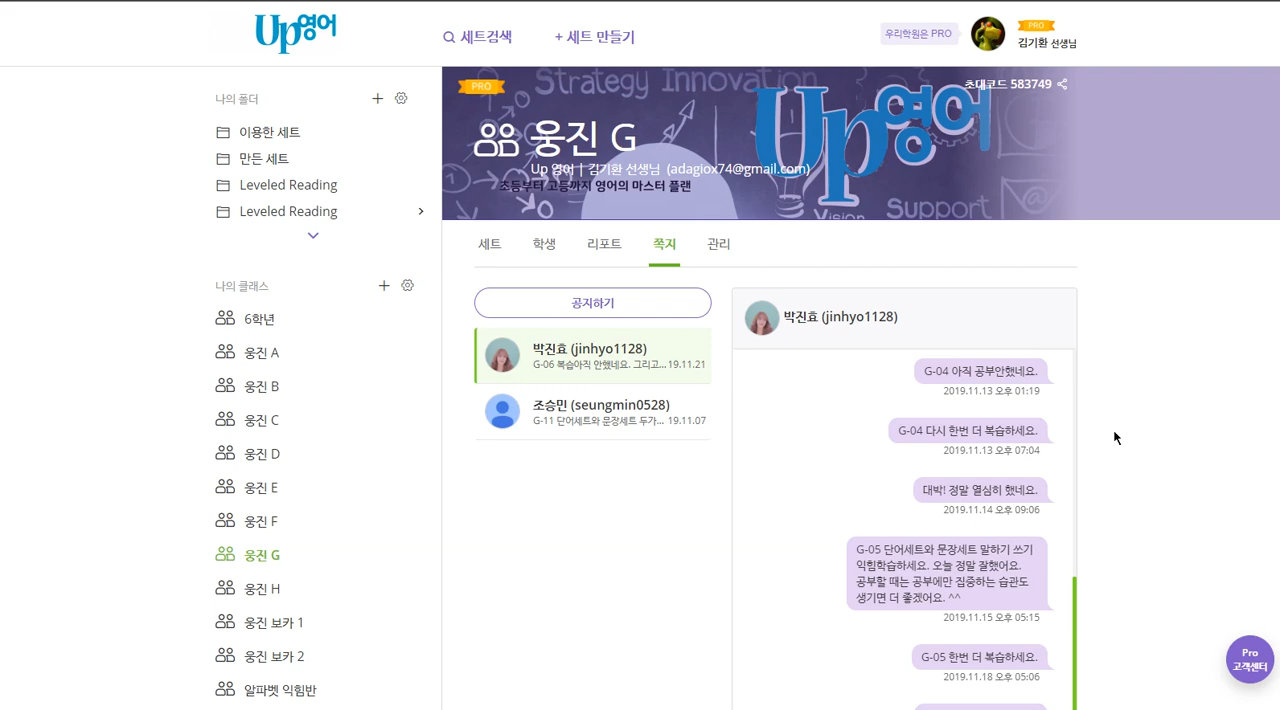 Up영어
세트검색
+ 세트 만들기
우리학원은 PRO
PRO
김기환 선생님
나의 폴더
이용한 세트
만든 세트
Leveled Reading
Leveled Reading
나의 클래스
6학년
웅진 A
웅진 B
웅진 C
웅진 D
웅진 E
웅진 F
웅진 G
웅진 H
웅진 보카 1
웅진 보카 2
알파벳 익힘반
PRO
Strategy Innovation
초대코드 583749
웅진 G
Up영어
Up 영어 | 김기환 선생님 (adagiox74@gmail.com)
초등부터 고등까지 영어의 마스터 플랜
Vision
Support
세트
학생
리포트
쪽지
관리
공지하기
박진효 (jinhyo1128)
G-06 복습아직 안했네요. 그리고... 19.11.21
조승민 (seungmin0528)
G-11 단어세트와 문장세트 두가... 19.11.07
박진효 (jinhyo1128)
G-04 아직 공부안했네요.
2019.11.13 오후 01:19
G-04 다시 한번 더 복습하세요.
2019.11.13 오후 07:04
대박! 정말 열심히 했네요.
2019.11.14 오후 09:06
G-05 단어세트와 문장세트 말하기 쓰기
익힘학습하세요. 오늘 정말 잘했어요.
공부할 때는 공부에만 집중하는 습관도
생기면 더 좋겠어요. ^^
2019.11.15 오후 05:15
G-05 한번 더 복습하세요.
2019.11.18 오후 05:06
Pro
고객센터